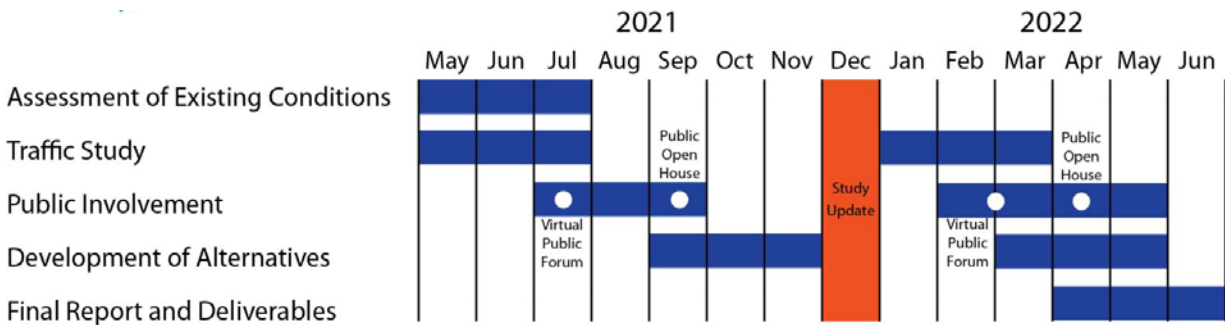 2021 2022
May Jun Jul Aug Sep Oct Nov Dec Jan Feb Mar Apr May Jun
Assessment of Existing Conditions
Traffic Study
Public
Open
House
Public
Open
House
Public Involvement
Study
Update
Virtual
Public
Forum
Virtual
Public
Forum
Development of Alternatives
Final Report and Deliverables